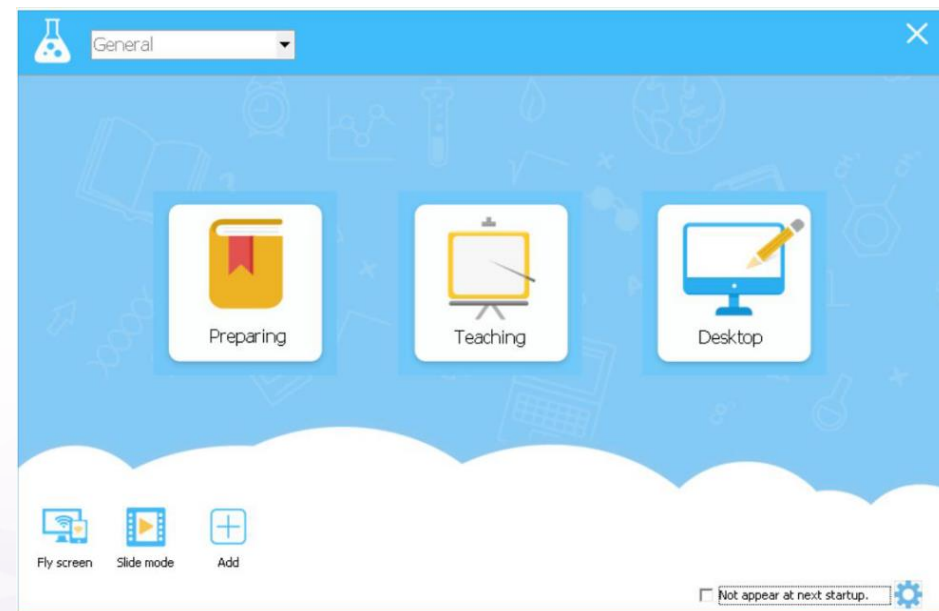 General
Preparing
Teaching
Desktop
Fly screen
Slide mode
Add
Not appear at next startup.